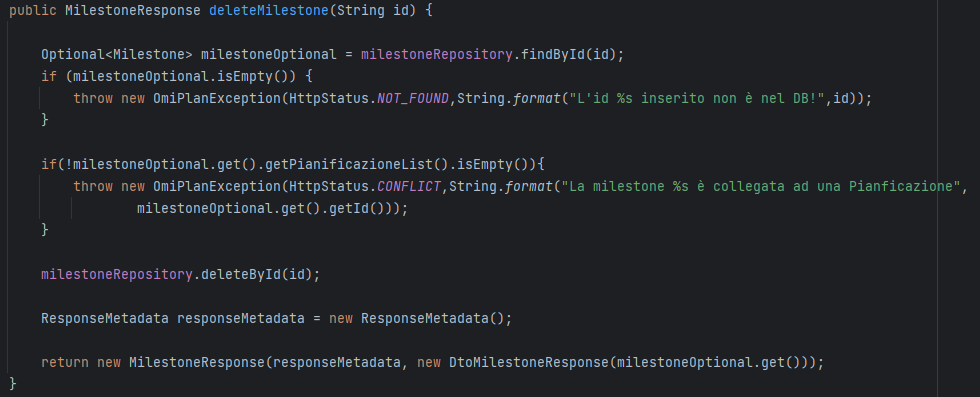 public MilestoneResponse deleteMilestone(String id) {
Optional<Milestone> milestoneOptional = milestoneRepository.findById(id);
if (milestoneOptional.isEmpty()) {
throw new OmiPlanException(HttpStatus.NOT_FOUND,String.format("L'id %s inserito non è nel DB!",id));
}
if(!milestoneOptional.get().getPianificazioneList().isEmpty()){
throw new OmiPlanException(HttpStatus.CONFLICT,String.format("La milestone %s è collegata ad una Pianficazione",
milestoneOptional.get().getId()));
}
milestoneRepository.deleteById(id);
ResponseMetadata responseMetadata = new ResponseMetadata();
return new MilestoneResponse(responseMetadata, new DtoMilestoneResponse(milestoneOptional.get()));
}